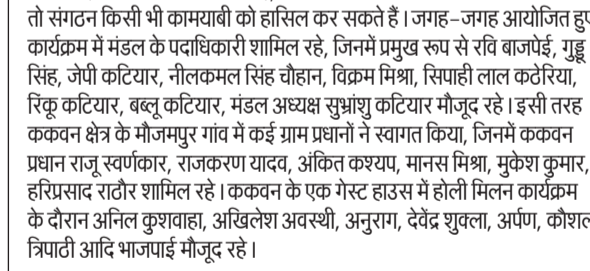 तो संगठन किसी भी कामयाबी को हासिल कर सकते हैं। जगह-जगह आयोजित हुए
कार्यक्रम में मंडल के पदाधिकारी शामिल रहे, जिनमें प्रमुख रूप से रवि बाजपेई, गुड्डू
सिंह, जेपी कटियार, नीलकमल सिंह चौहान, विक्रम मिश्रा, सिपाही लाल कठेरिया,
रिंकू कटियार, बब्लू कटियार, मंडल अध्यक्ष सुभ्रांशु कटियार मौजूद रहे। इसी तरह
ककवन क्षेत्र के मौजमपुर गांव में कई ग्राम प्रधानों ने स्वागत किया, जिनमें ककवन
प्रधान राजू स्वर्णकार, राजकरण यादव, अंकित कश्यप, मानस मिश्रा, मुकेश कुमार,
हरिप्रसाद राठौर शामिल रहे। ककवन के एक गेस्ट हाउस में होली मिलन कार्यक्रम
के दौरान अनिल कुशवाहा, अखिलेश अवस्थी, अनुराग, देवेंद्र शुक्ला, अर्पण, कौशल
त्रिपाठी आदि भाजपाई मौजूद रहे।